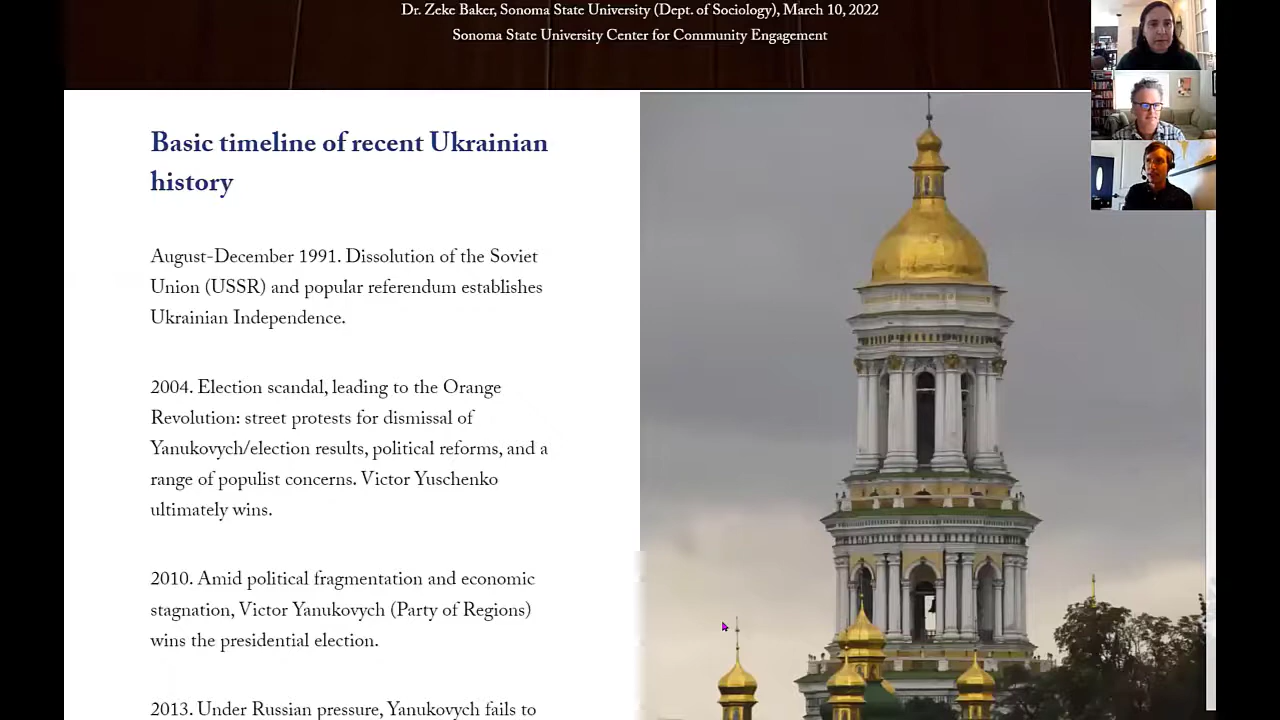 Dr. Zeke Baker, Sonoma State University (Dept. of Sociology), March 10, 2022
Sonoma State University Center for Community Engagement
Basic timeline of recent Ukrainian
history
August-December 1991. Dissolution of the Soviet
Union (USSR) and popular referendum establishes
Ukrainian Independence.
2004. Election scandal, leading to the Orange
Revolution: street protests for dismissal of
Yanukovych/election results, political reforms, and a
range of populist concerns. Victor Yuschenko
ultimately wins.
2010. Amid political fragmentation and economic
stagnation, Victor Yanukovych (Party of Regions)
wins the presidential election.
2013. Under Russian pressure, Yanukovych fails to